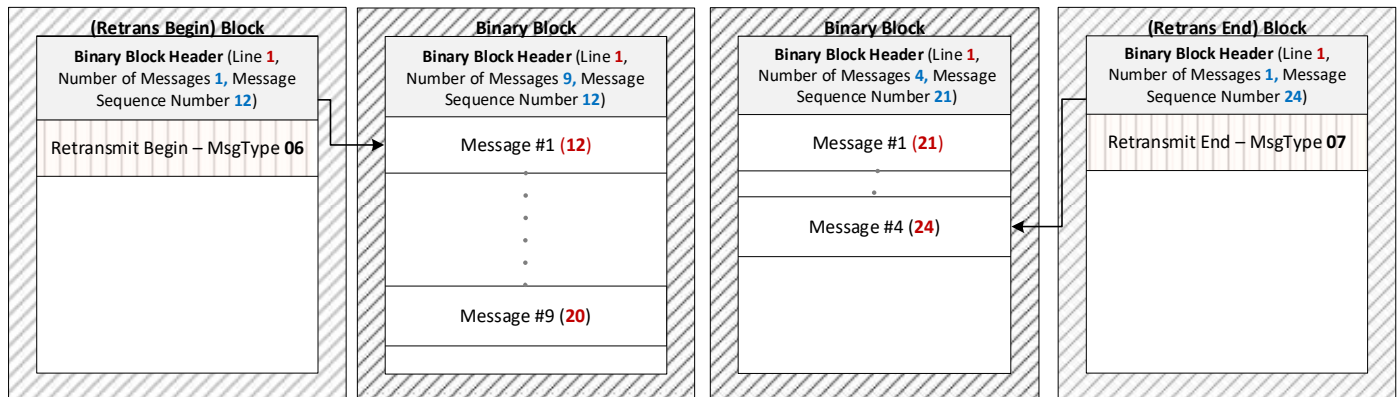 (Retrans Begin) Block
Binary Block Header (Line 1,
Number of Messages 1, Message
Sequence Number 12)
Retransmit Begin – MsgType 06
Binary Block
Binary Block Header (Line 1,
Number of Messages 9, Message
Sequence Number 12)
Message #1 (12)
Message #9 (20)
Binary Block
Binary Block Header (Line 1,
Number of Messages 4, Message
Sequence Number 21)
Message #1 (21)
Message #4 (24)
(Retrans End) Block
Binary Block Header (Line 1,
Number of Messages 1, Message
Sequence Number 24)
Retransmit End – MsgType 07